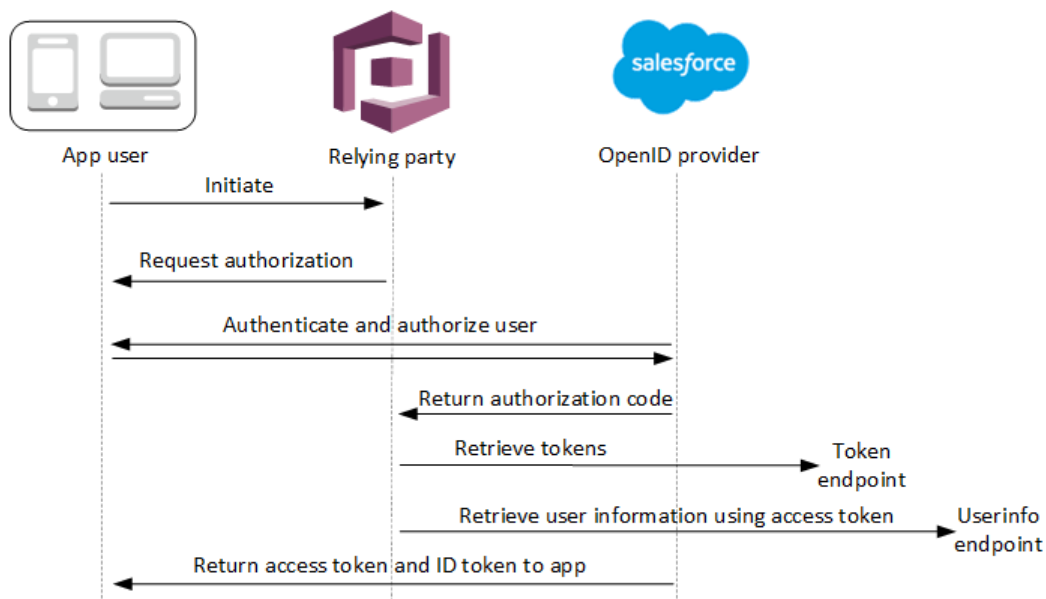 salesforce
App user
Relying party
OpenID provider
Initiate
Request authorization
Authenticate and authorize user
Return authorization code
Retrieve tokens
Token
endpoint
Retrieve user information using access token
Userinfo
endpoint
Return access token and ID token to app